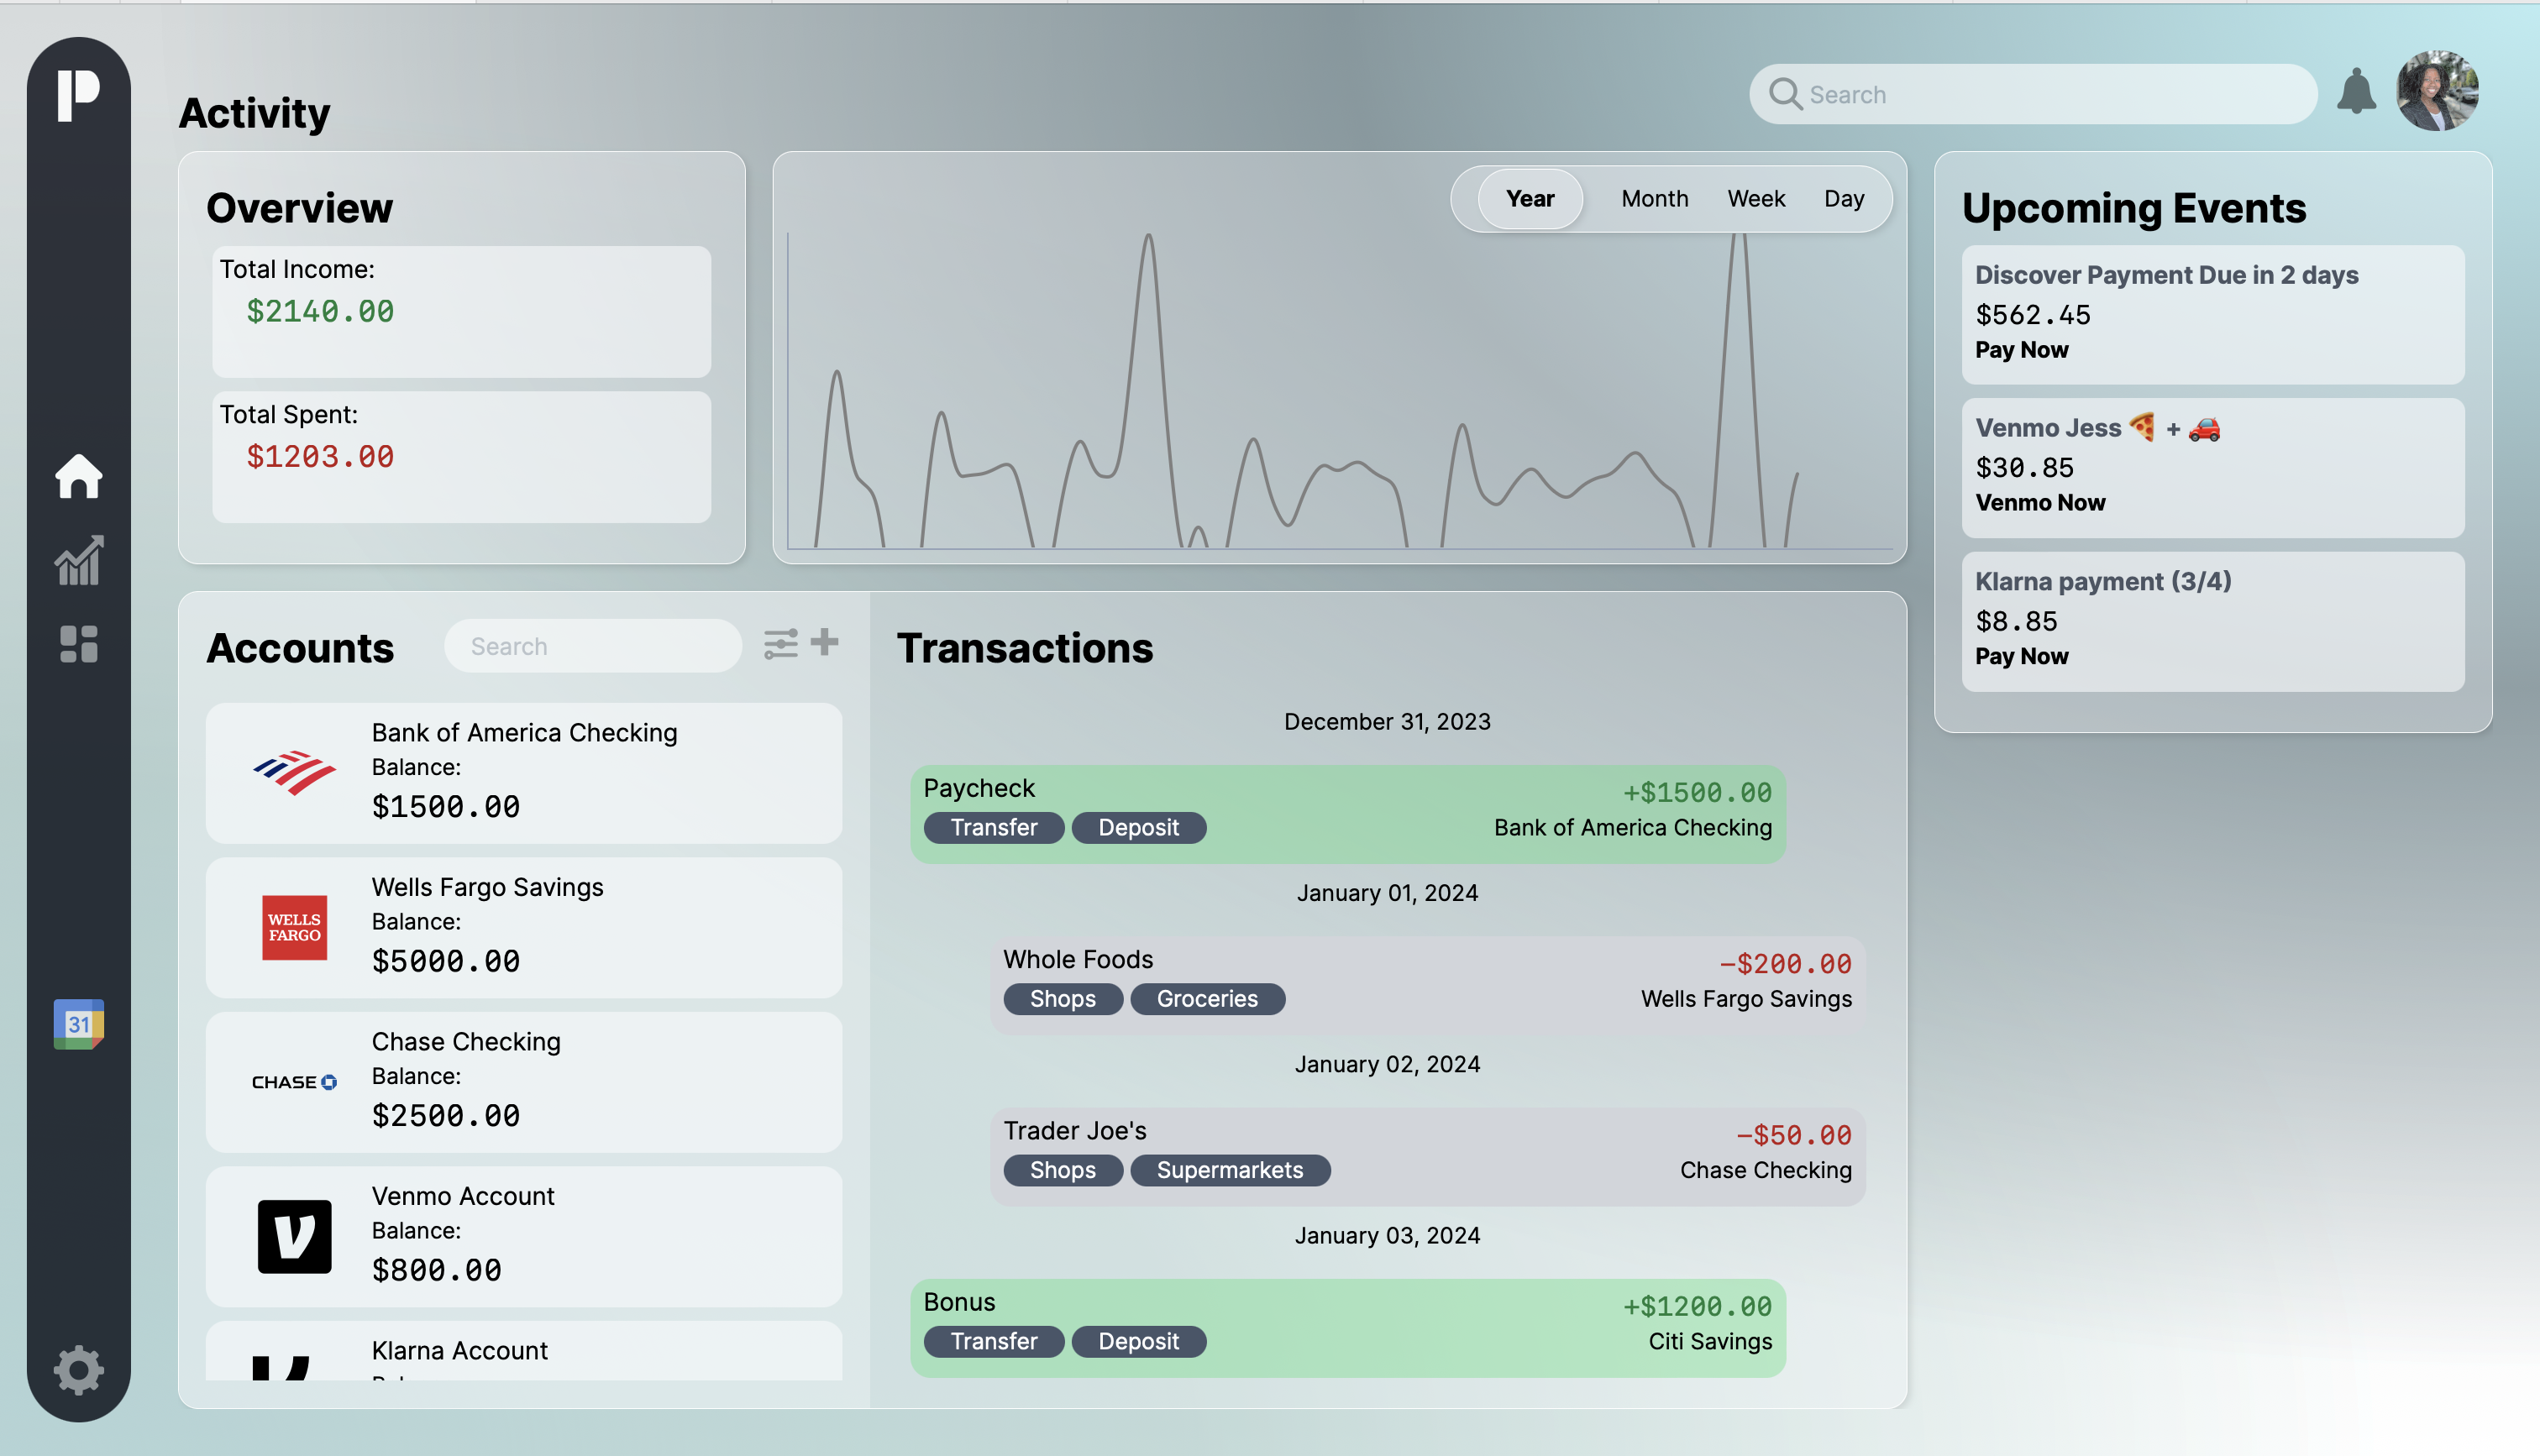 Activity
Search
Overview
Total Income:
$2140.00
Total Spent:
$1203.00
Year Month Week Day
Upcoming Events
Discover Payment Due in 2 days
$562.45
Pay Now
Venmo Jess 🍕 + 🚗
$30.85
Venmo Now
Klarna payment (3/4)
$8.85
Pay Now
31
Accounts
Search
Bank of America Checking
Balance:
$1500.00
WELLS
FARGO
Wells Fargo Savings
Balance:
$5000.00
CHASE
Chase Checking
Balance:
$2500.00
Venmo Account
Balance:
$800.00
Klarna Account
Transactions
December 31, 2023
Paycheck +$1500.00
Transfer Deposit Bank of America Checking
January 01, 2024
Whole Foods -$200.00
Shops Groceries Wells Fargo Savings
January 02, 2024
Trader Joe's -$50.00
Shops Supermarkets Chase Checking
January 03, 2024
Bonus +$1200.00
Transfer Deposit Citi Savings